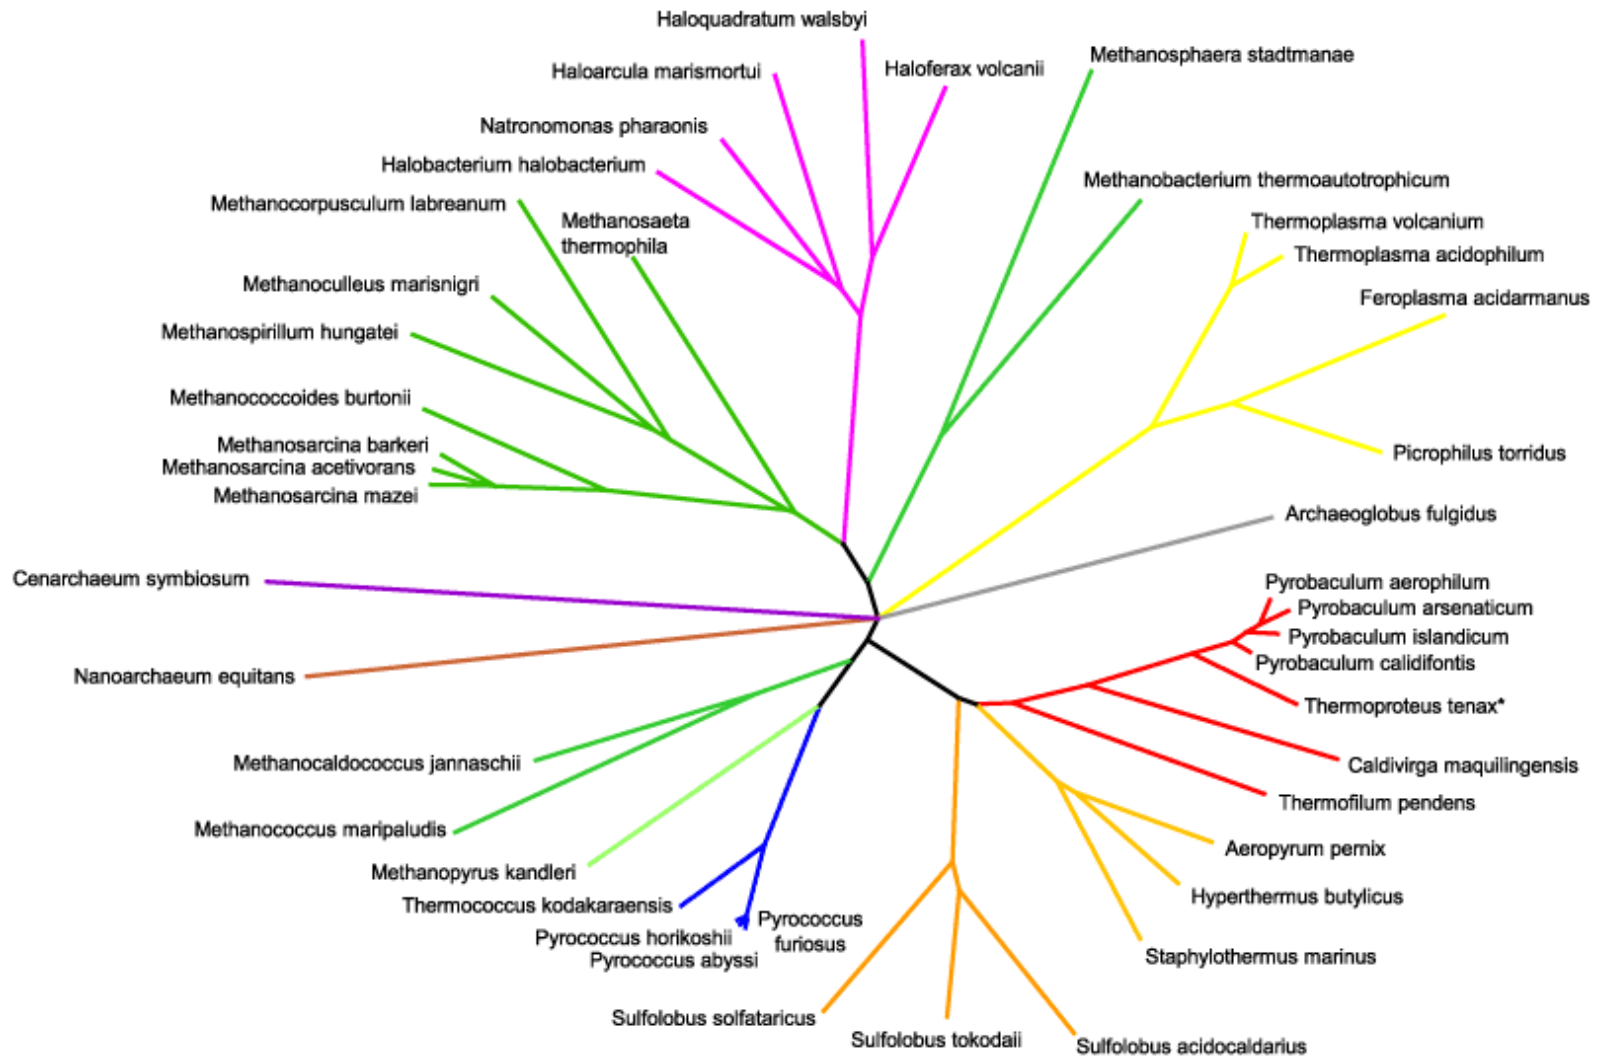 Haloquadratum walsbyi
Haloarcula marismortui
Haloferax volcanii
Methanosphaera stadtmanae
Natronomonas pharaonis
Halobacterium halobacterium
Methanobacterium thermoautotrophicum
Methanocorpusculum labreanum
Methanosaeta
thermophila
Thermoplasma volcanium
Thermoplasma acidophilum
Methanoculleus marisnigri
Feroplasma acidarmanus
Methanospirillum hungatei
Methanococcoides burtonii
Methanosarcina barkeri
Methanosarcina acetivorans
Methanosarcina mazei
Picrophilus torridus
Archaeoglobus fulgidus
Cenarchaeum symbiosum
Pyrobaculum aerophilum
Pyrobaculum arsenaticum
Pyrobaculum islandicum
Pyrobaculum calidifontis
Nanoarchaeum equitans
Thermoproteus tenax*
Methanocaldococcus jannaschii
Caldivirga maquilingensis
Thermofilum pendens
Methanococcus maripaludis
Aeropyrum pernix
Methanopyrus kandleri
Hyperthermus butylicus
Thermococcus kodakaraensis
Pyrococcus
furiosus
Pyrococcus horikoshii
Pyrococcus abyssi
Staphylothermus marinus
Sulfolobus solfataricus
Sulfolobus tokodaii
Sulfolobus acidocaldarius